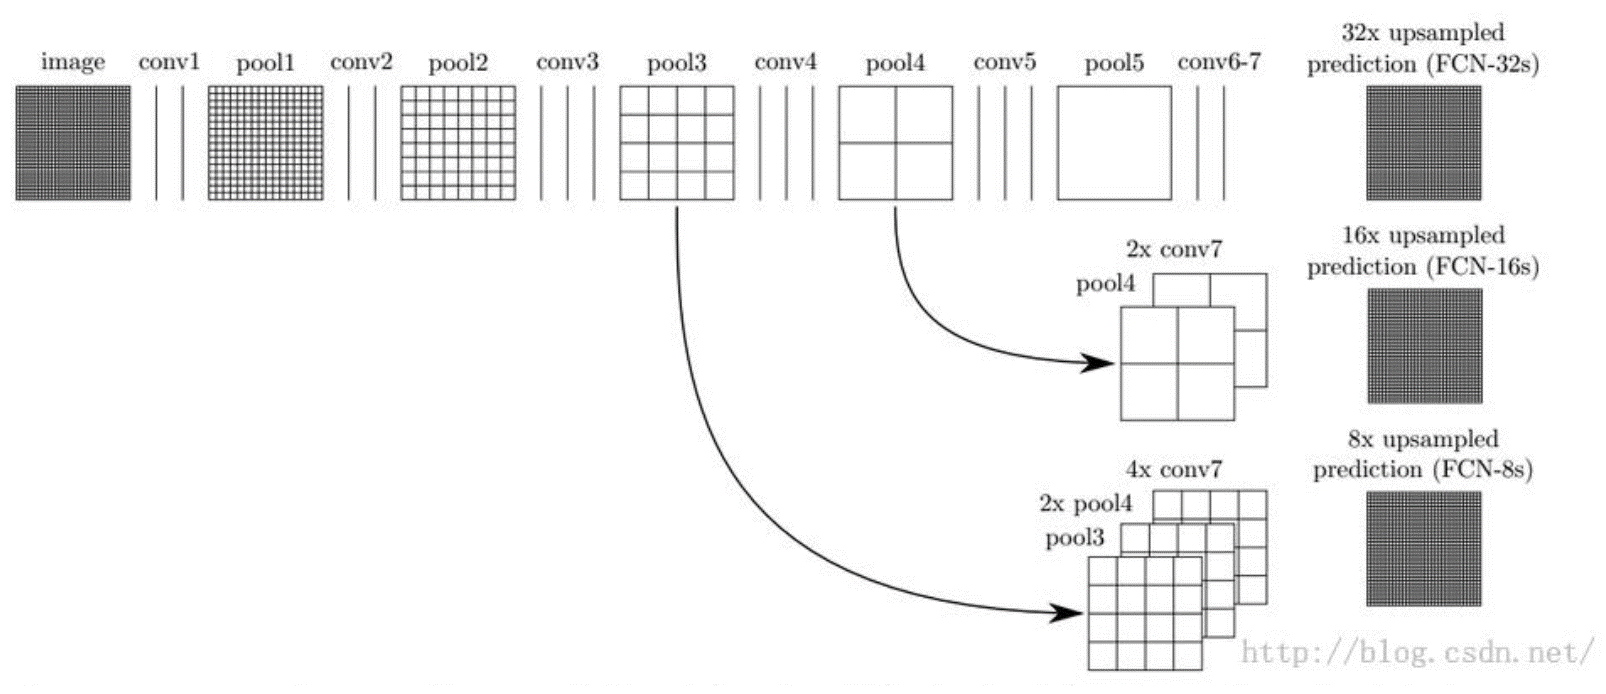 image conv1 pool1 conv2 pool2 conv3 pool3 conv4 pool4 conv5 pool5 conv6-7
32x upsampled
prediction (FCN-32s)
16x upsampled
prediction (FCN-16s)
2x conv7
pool4
8x upsampled
prediction (FCN-8s)
4x conv7
2x pool4
pool3
http://blog.csdn.net/